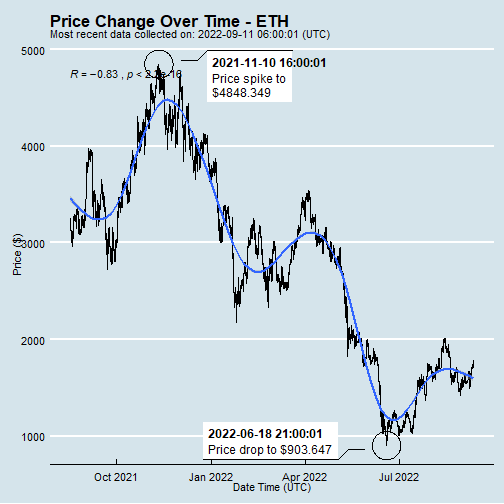 Price Change Over Time - ETH
Most recent data collected on: 2022-09-11 06:00:01 (UTC)
5000
R = −0.83 , p <
2021-11-10 16:00:01
Price spike to
$4848.349
4000
3000
Price ($)
2000
2022-06-18 21:00:01
Price drop to $903.647
1000
Oct 2021
Jan 2022
Apr 2022
Jul 2022
Date Time (UTC)